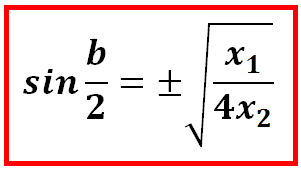 sin b/2 = ± √(x₁/4x₂)